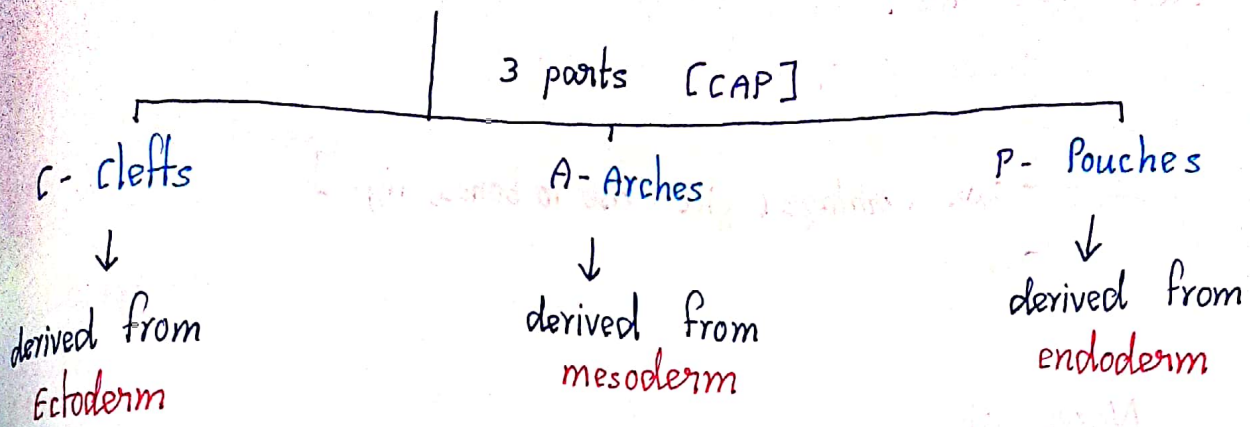 3 parts [CAP]
C- Clefts
↓
derived from
Ectoderm
A- Arches
↓
derived from
mesoderm
P- Pouches
↓
derived from
endoderm